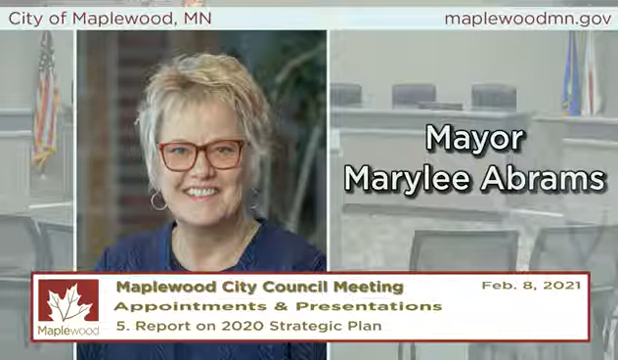 City of Maplewood, MN
maplewoodmn.gov
Mayor
Marylee Abrams
Maplewood City Council Meeting
Feb. 8, 2021
Appointments & Presentations
5. Report on 2020 Strategic Plan
Maplewood